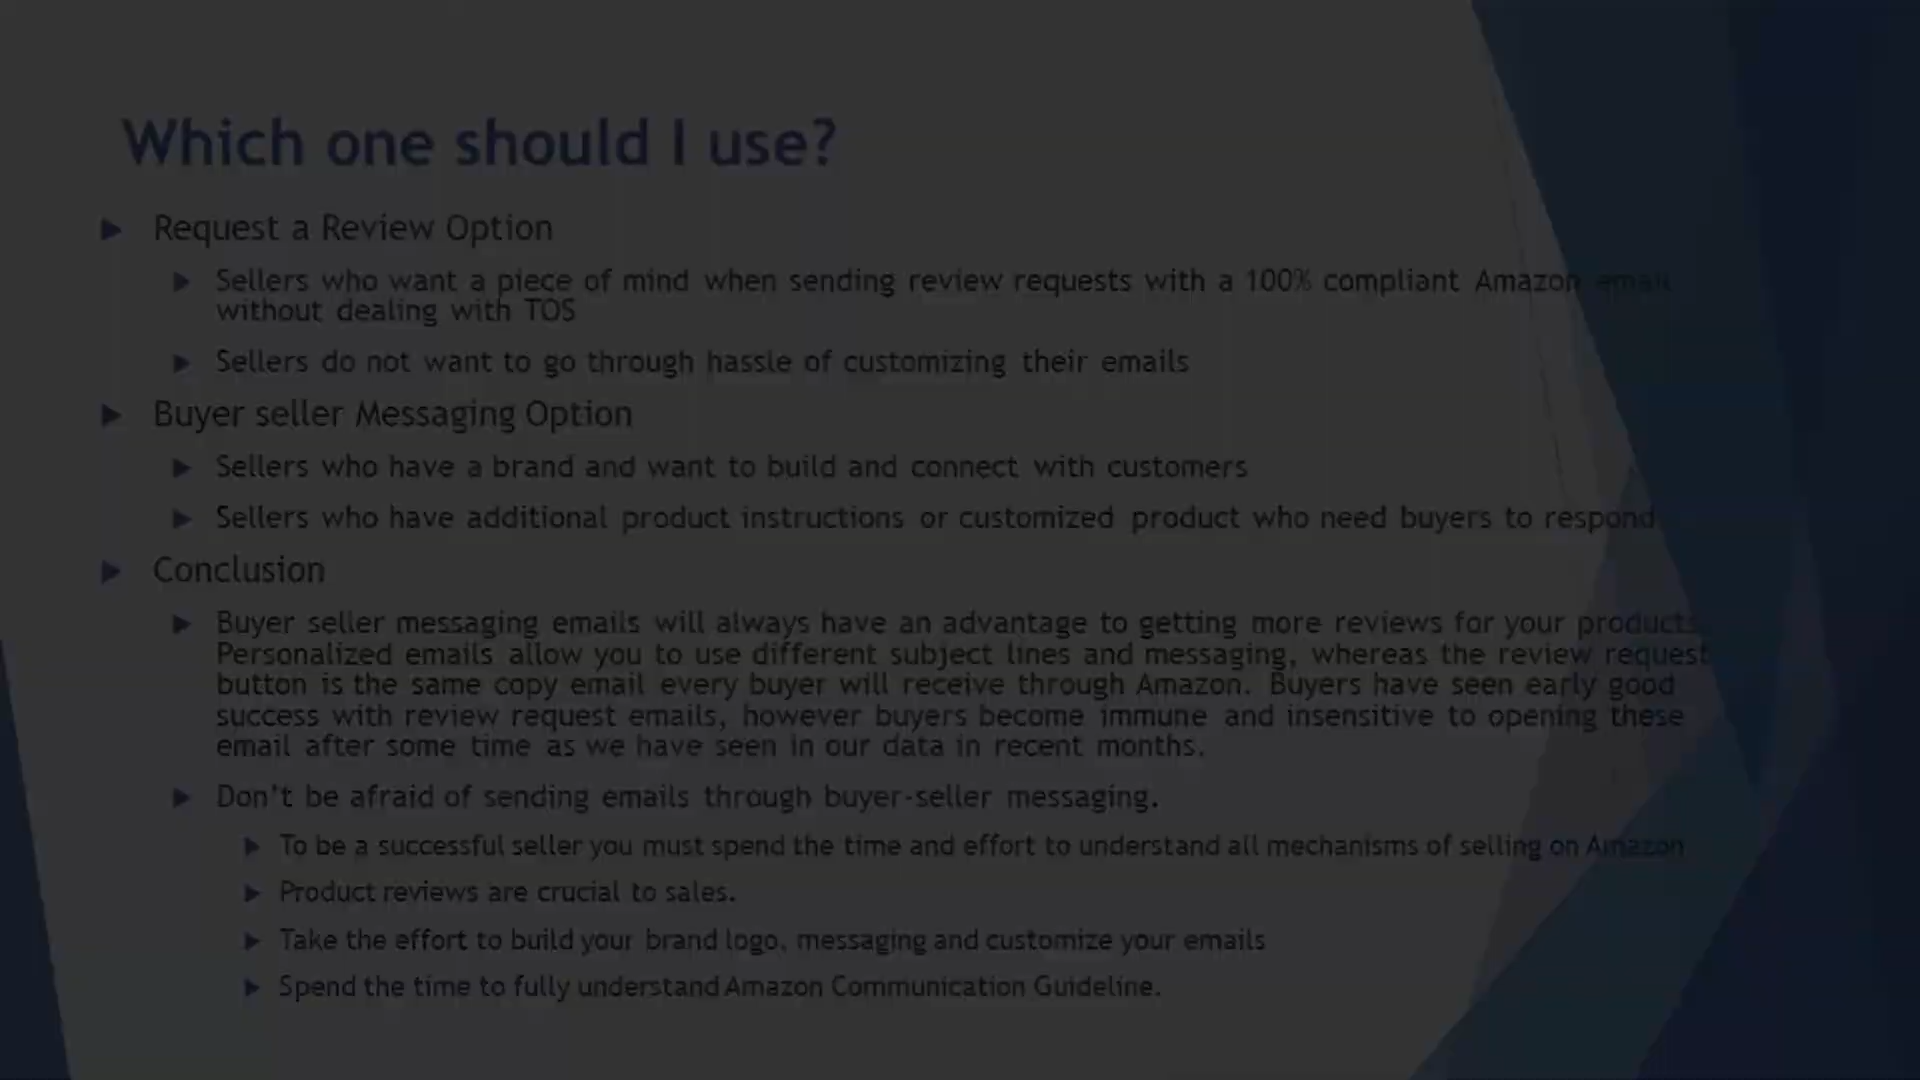 Which one should I use?
Request a Review Option
Sellers who want a piece of mind when sending review requests with a 100% compliant Amazon email
without dealing with TOS
Sellers do not want to go through hassle of customizing their emails
Buyer seller Messaging Option
Sellers who have a brand and want to build and connect with customers
Sellers who have additional product instructions or customized product who need buyers to respond
Conclusion
Buyer seller messaging emails will always have an advantage to getting more reviews for your products.
Personalized emails allow you to use different subject lines and messaging, whereas the review request
button is the same copy email every buyer will receive through Amazon. Buyers have seen early good
success with review request emails, however buyers become immune and insensitive to opening these
email after some time as we have seen in our data in recent months.
Don't be afraid of sending emails through buyer-seller messaging.
To be a successful seller you must spend the time and effort to understand all mechanisms of selling on Amazon
Product reviews are crucial to sales.
Take the effort to build your brand logo, messaging and customize your emails
Spend the time to fully understand Amazon Communication Guideline.